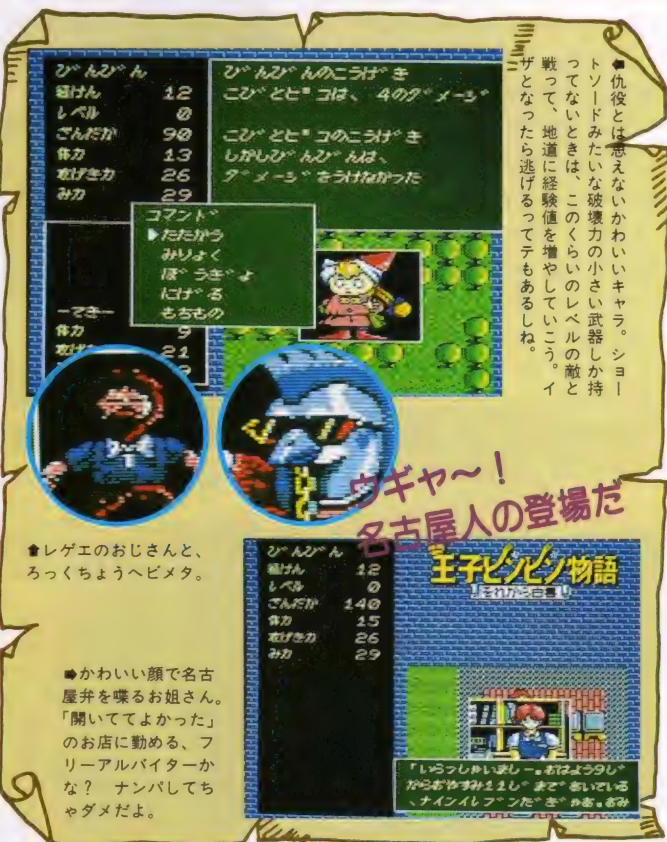 びんびん
経けん 12
レベル 0
ごんだか 90
体力 13
攻げき力 26
みカ 29
びんびんのこうげき
こびとヒ゜コは、4のダメージ
こびとヒ゜コのこうげき
しかしびんびんは、
ダメージをうけなかった
コマンド
▶たたかう
みりょく
ぼうぎょ
にげる
もちもの
ーてきー
体力 9
21
⬅仇役とは思えないかわいいキャラ。ショー
トソードみたいな破壊力の小さい武器しか持
ってないときは、このくらいのレベルの敵と
戦って、地道に経験値を増やしていこう。イ
ザとなったら逃げるってテもあるしね。
ウギャ〜！
名古屋人の登場だ
⬆レゲエのおじさんと、
ろっくちょうへビメタ。
➡かわいい顔で名古
屋弁を喋るお姐さん。
「開いててよかった」
のお店に勤める、フ
リーアルバイターか
な？　ナンパしてち
ゃダメだよ。
びんびん
経けん 12
レベル 0
ごんだか 140
体力 15
攻げき力 26
みカ 29
王子ビンビン物語
それから白書
「いらっしゃいましー。おはよう9じ
からおやすみ11じまであいている
、ナインイレブンだぎゃあ。おみ